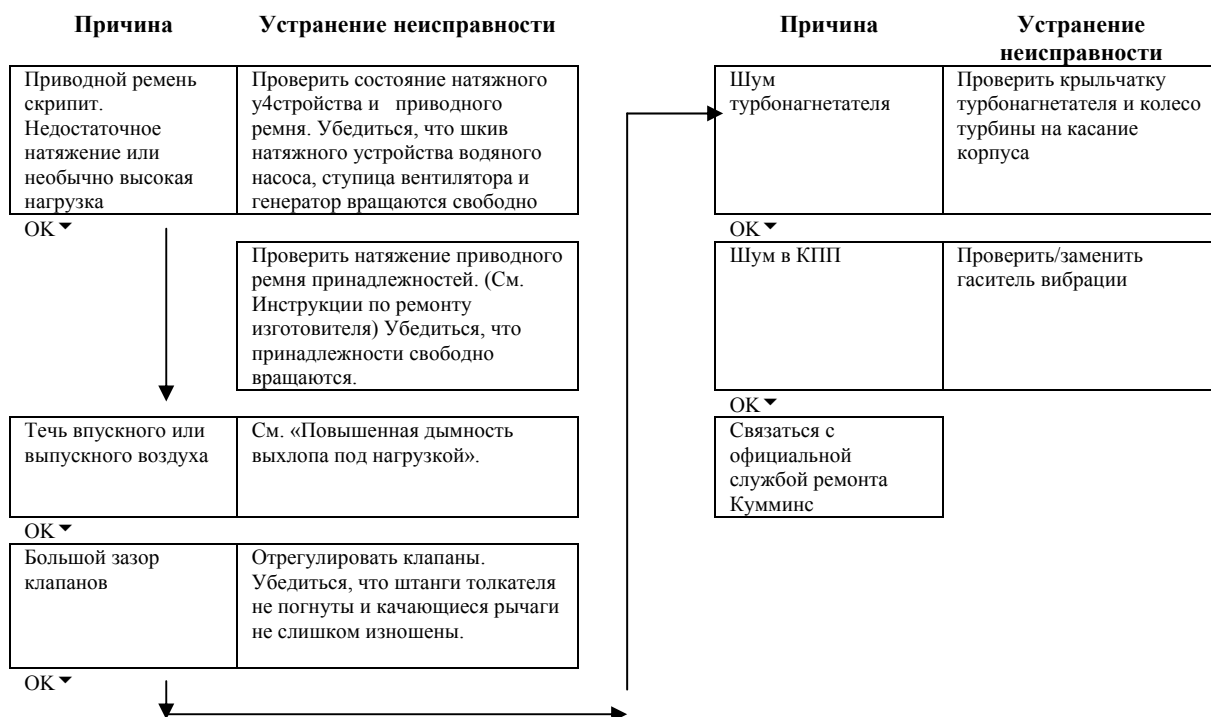 Причина Устранение неисправности
Приводной ремень
скрипит.
Недостаточное
натяжение или
необычно высокая
нагрузка
Проверить состояние натяжного
у4стройства и приводного
ремня. Убедиться, что шкив
натяжного устройства водяного
насоса, ступица вентилятора и
генератор вращаются свободно
OK
Проверить натяжение приводного
ремня принадлежностей. (См.
Инструкции по ремонту
изготовителя) Убедиться, что
принадлежности свободно
вращаются.
Течь впускного или
выпускного воздуха
См. «Повышенная дымность
выхлопа под нагрузкой».
OK
Большой зазор
клапанов
Отрегулировать клапаны.
Убедиться, что штанги толкателя
не погнуты и качающиеся рычаги
не слишком изношены.
OK
Причина Устранение
неисправности
Шум
турбонагнетателя
Проверить крыльчатку
турбонагнетателя и колесо
турбины на касание
корпуса
OK
Шум в КПП
Проверить/заменить
гаситель вибрации
OK
Связаться с
официальной
службой ремонта
Кумминс